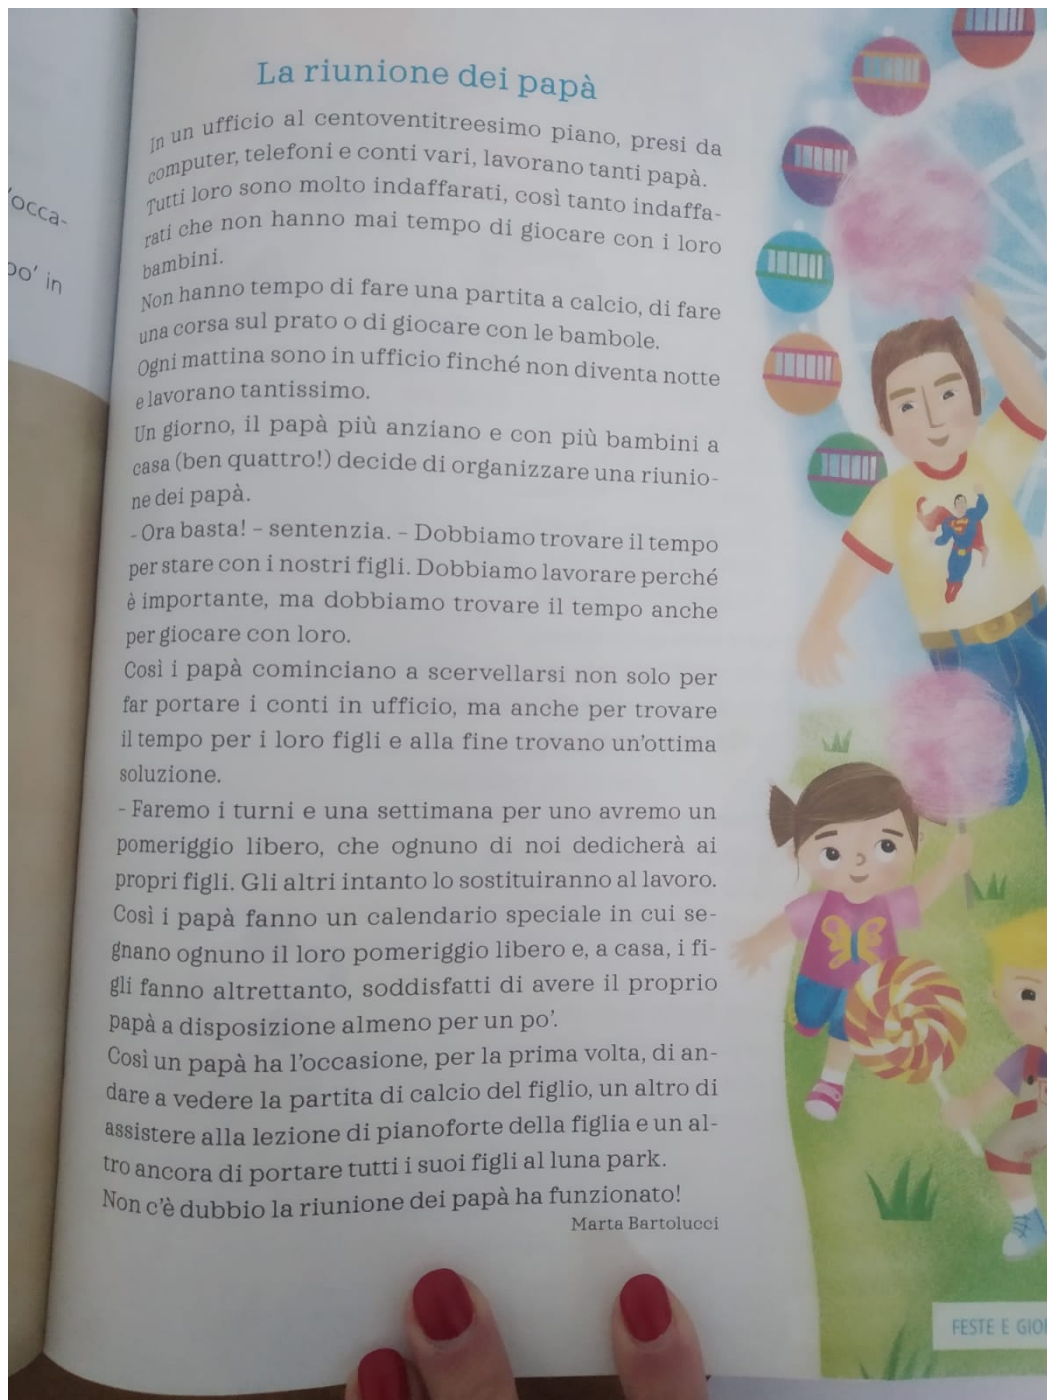 'occa-
po' in
La riunione dei papà
In un ufficio al centoventitreesimo piano, presi da
computer, telefoni e conti vari, lavorano tanti papà.
Tutti loro sono molto indaffarati, così tanto indaffa-
rati che non hanno mai tempo di giocare con i loro
bambini.
Non hanno tempo di fare una partita a calcio, di fare
una corsa sul prato o di giocare con le bambole.
Ogni mattina sono in ufficio finché non diventa notte
e lavorano tantissimo.
Un giorno, il papà più anziano e con più bambini a
casa (ben quattro!) decide di organizzare una riunio-
ne dei papà.
- Ora basta! – sentenzia. – Dobbiamo trovare il tempo
per stare con i nostri figli. Dobbiamo lavorare perché
è importante, ma dobbiamo trovare il tempo anche
per giocare con loro.
Così i papà cominciano a scervellarsi non solo per
far portare i conti in ufficio, ma anche per trovare
il tempo per i loro figli e alla fine trovano un'ottima
soluzione.
- Faremo i turni e una settimana per uno avremo un
pomeriggio libero, che ognuno di noi dedicherà ai
propri figli. Gli altri intanto lo sostituiranno al lavoro.
Così i papà fanno un calendario speciale in cui se-
gnano ognuno il loro pomeriggio libero e, a casa, i fi-
gli fanno altrettanto, soddisfatti di avere il proprio
papà a disposizione almeno per un po'.
Così un papà ha l'occasione, per la prima volta, di an-
dare a vedere la partita di calcio del figlio, un altro di
assistere alla lezione di pianoforte della figlia e un al-
tro ancora di portare tutti i suoi figli al luna park.
Non c'è dubbio la riunione dei papà ha funzionato!
Marta Bartolucci
FESTE E GIO